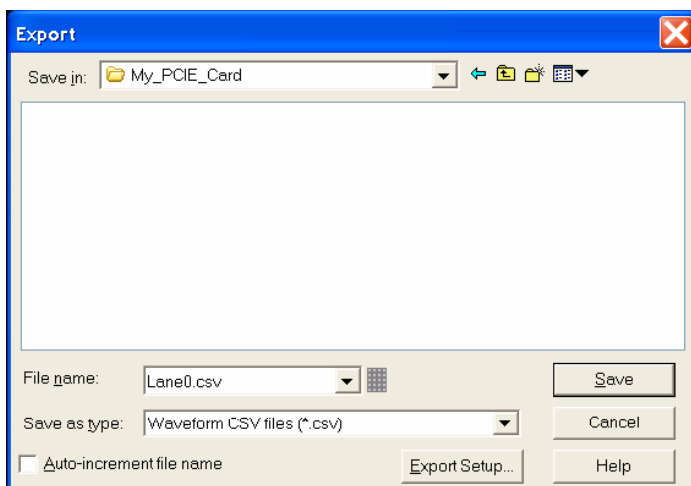 Export
Save in: My_PCIE_Card
File name: Lane0.csv Save
Save as type: Waveform CSV files (*.csv) Cancel
Auto-increment file name Export Setup... Help